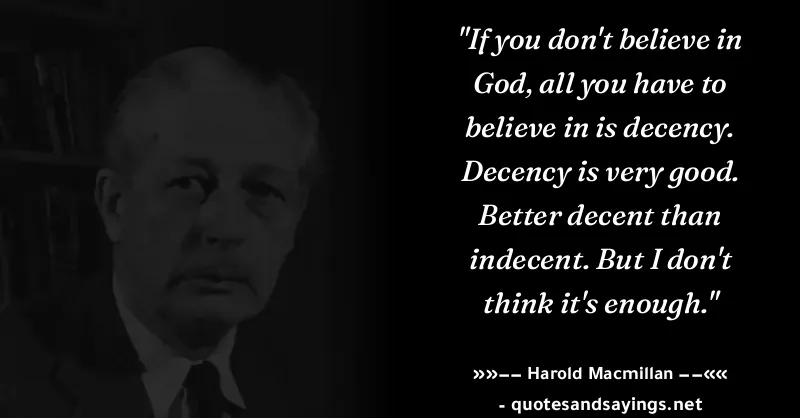 "If you don't believe in
God, all you have to
believe in is decency.
Decency is very good.
Better decent than
indecent. But I don't
think it's enough."
»»−− Harold Macmillan −−««
- quotesandsayings.net